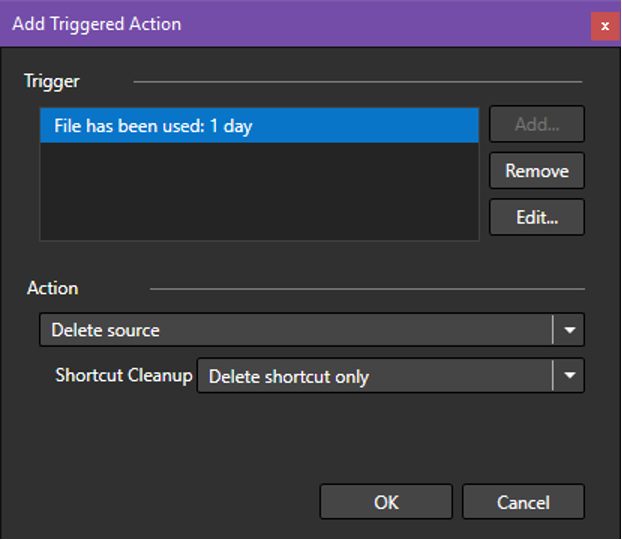 Add Triggered Action
x
Trigger
File has been used: 1 day
Add...
Remove
Edit...
Action
Delete source
Shortcut Cleanup Delete shortcut only
OK Cancel